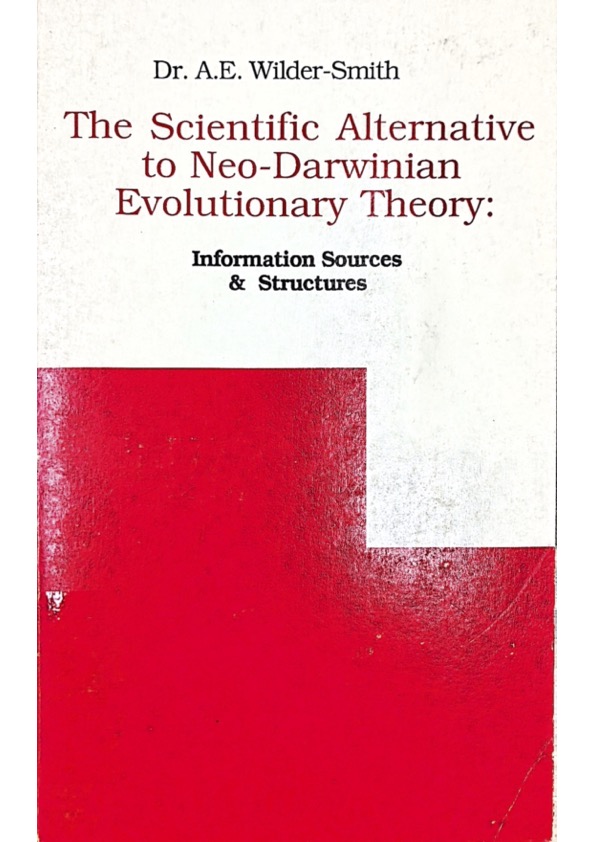 Dr. A.E. Wilder-Smith
The Scientific Alternative
to Neo-Darwinian
Evolutionary Theory:
Information Sources
& Structures